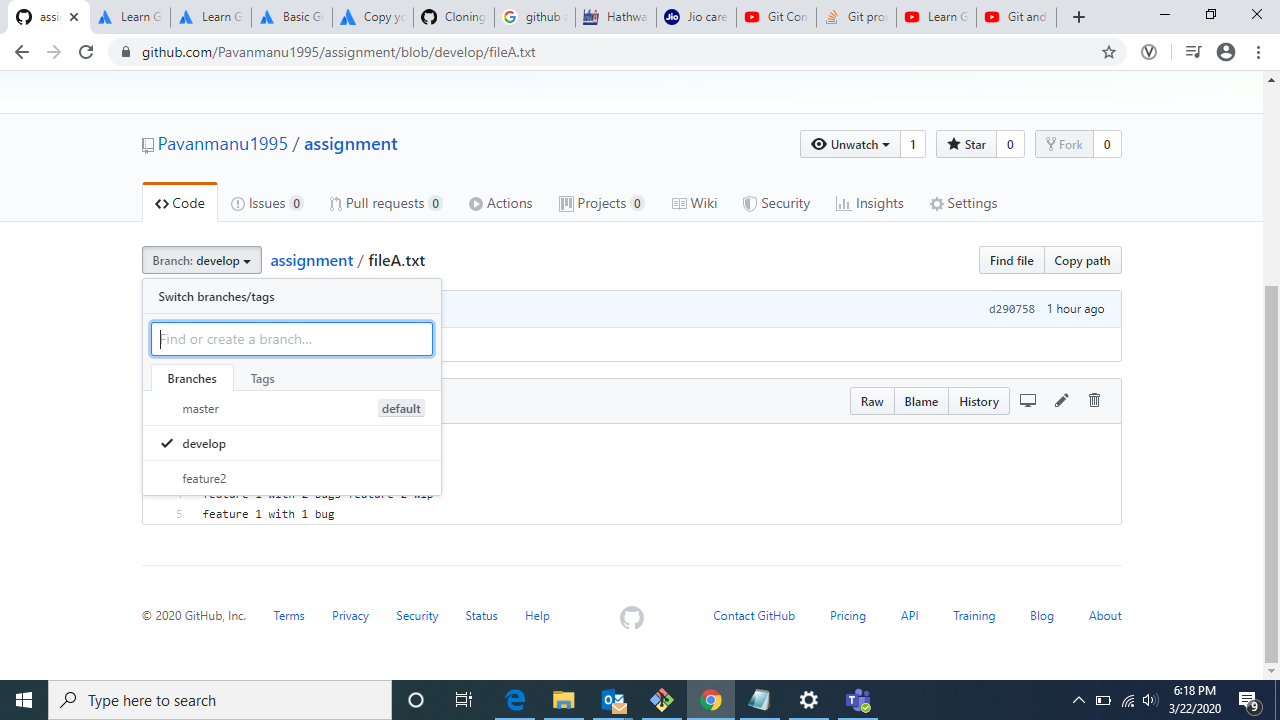 assi
Learn G
Learn G
Basic Gi
Copy yo
Cloning
github a
Hathwa
Jio care
Git Con
Git prox
Learn G
Git and
github.com/Pavanmanu1995/assignment/blob/develop/fileA.txt
Pavanmanu1995 / assignment
Unwatch 1
Star 0
Fork 0
Code
Issues 0
Pull requests 0
Actions
Projects 0
Wiki
Security
Insights
Settings
Branch: develop
assignment / fileA.txt
Find file
Copy path
Switch branches/tags
d290758 1 hour ago
Find or create a branch...
Branches
Tags
Raw
Blame
History
master default
develop
feature2
feature 1 with 2 bugs feature 2 wip
5 feature 1 with 1 bug
© 2020 GitHub, Inc.
Terms
Privacy
Security
Status
Help
Contact GitHub
Pricing
API
Training
Blog
About
Type here to search
6:18 PM
3/22/2020
9